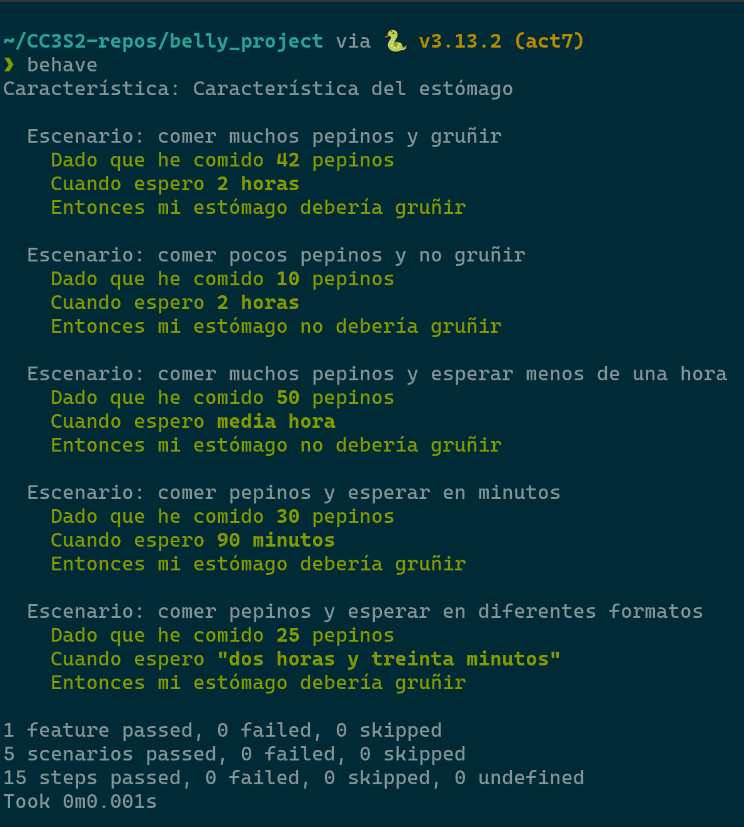 ~/CC3S2-repos/belly_project via 🐍 v3.13.2 (act7)
❯ behave
Característica: Característica del estómago
Escenario: comer muchos pepinos y gruñir
Dado que he comido 42 pepinos
Cuando espero 2 horas
Entonces mi estómago debería gruñir
Escenario: comer pocos pepinos y no gruñir
Dado que he comido 10 pepinos
Cuando espero 2 horas
Entonces mi estómago no debería gruñir
Escenario: comer muchos pepinos y esperar menos de una hora
Dado que he comido 50 pepinos
Cuando espero media hora
Entonces mi estómago no debería gruñir
Escenario: comer pepinos y esperar en minutos
Dado que he comido 30 pepinos
Cuando espero 90 minutos
Entonces mi estómago debería gruñir
Escenario: comer pepinos y esperar en diferentes formatos
Dado que he comido 25 pepinos
Cuando espero "dos horas y treinta minutos"
Entonces mi estómago debería gruñir
1 feature passed, 0 failed, 0 skipped
5 scenarios passed, 0 failed, 0 skipped
15 steps passed, 0 failed, 0 skipped, 0 undefined
Took 0m0.001s